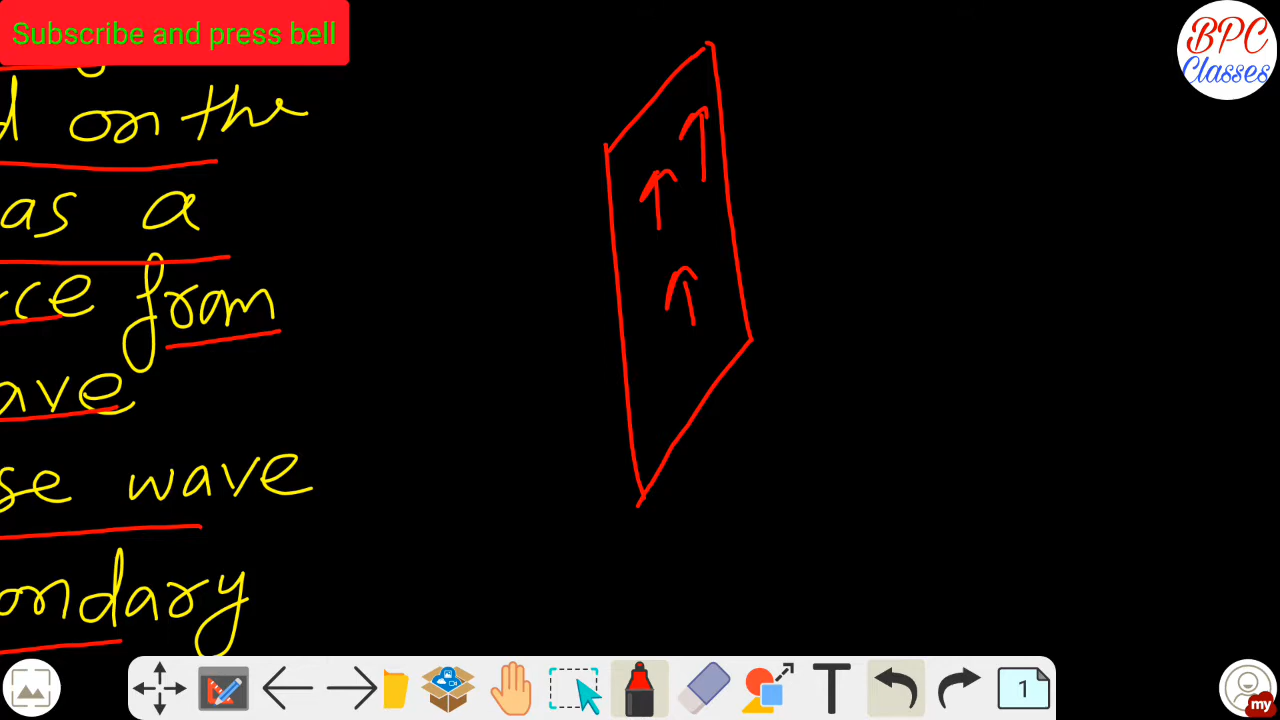 Subscribe and press bell
BPC
Classes
d on the
as a
rce from
ave
se wave
ondary
T
1
my